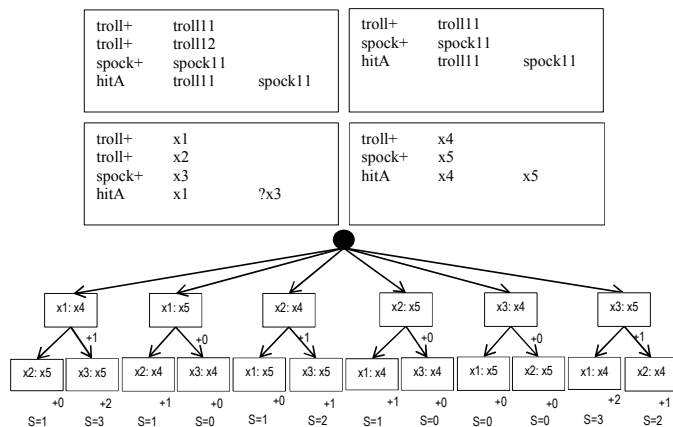 troll+ troll11
troll+ troll12
spock+ spock11
hitA troll11 spock11
troll+ troll11
spock+ spock11
hitA troll11 spock11
troll+ x1
troll+ x2
spock+ x3
hitA x1 ?x3
troll+ x4
spock+ x5
hitA x4 x5
x1: x4 x1: x5 x2: x4 x2: x5 x3: x4 x3: x5
+1 +0 +1 +0 +0 +1
x2: x5 x3: x5 x2: x4 x3: x4 x1: x5 x3: x5 x1: x4 x3: x4 x1: x5 x2: x5 x1: x4 x2: x4
+0 +2 +1 +0 +0 +1 +1 +0 +0 +0 +2 +1
S=1 S=3 S=1 S=0 S=1 S=2 S=1 S=0 S=0 S=0 S=3 S=2